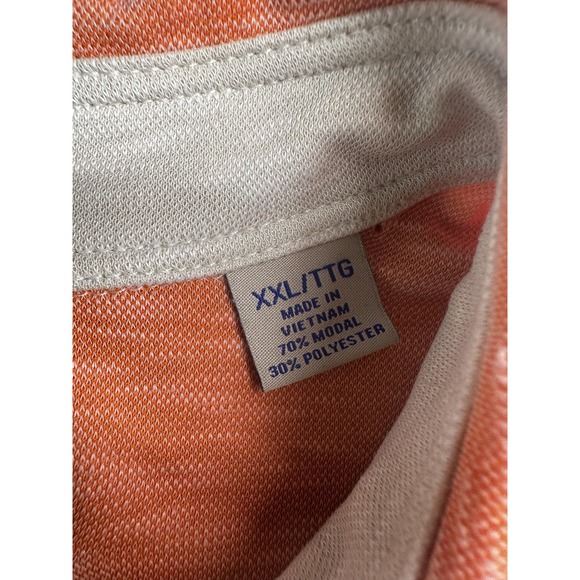 XXL/TTG
MADE IN
VIETNAM
70% MODAL
30% POLYESTER